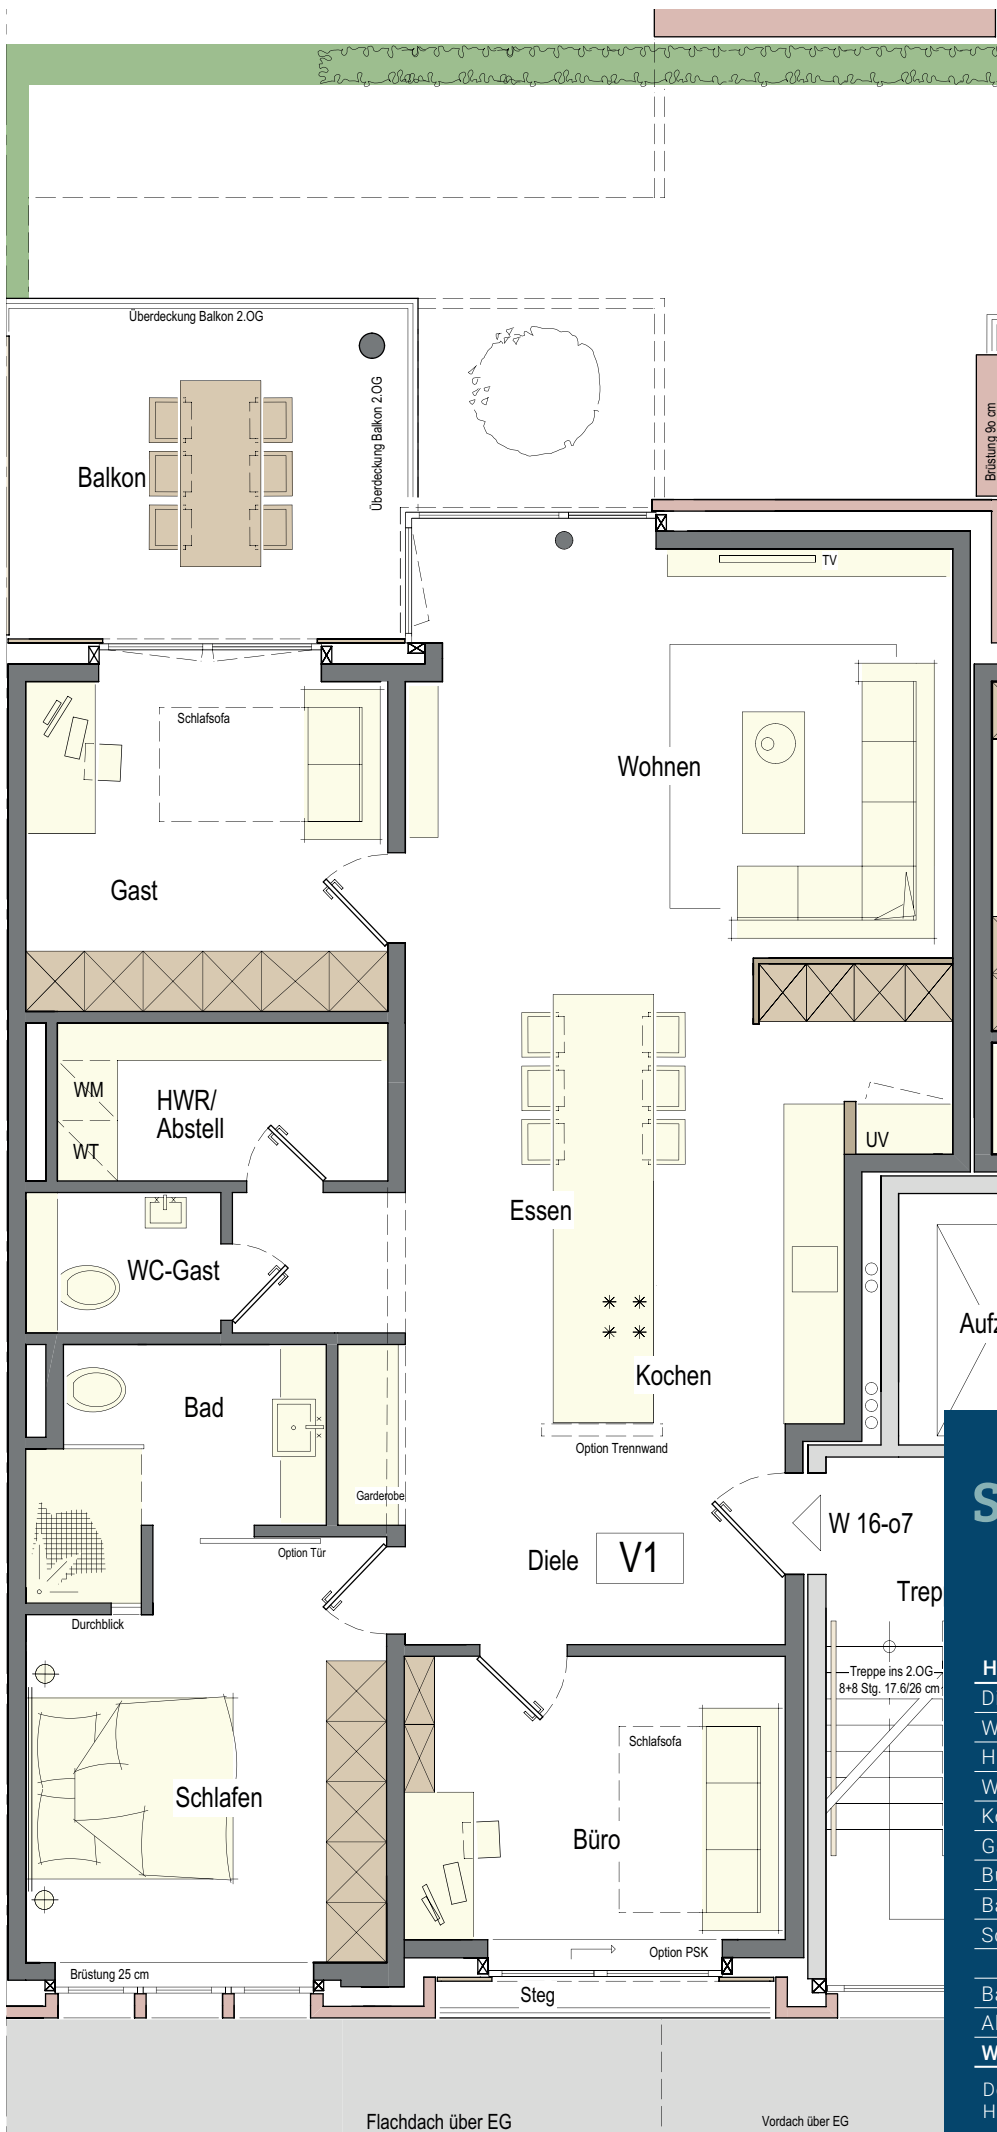 Überdeckung Balkon 2.OG
Überdeckung Balkon 2.OG
Balkon
Brüstung 90 cm
TV
Schlafsofa
Wohnen
Gast
WM
HWR/
Abstell
WT
UV
Essen
WC-Gast
Kochen
Bad
Option Trennwand
Garderobe
Option Tür
W 16-o7
Diele
V1
Durchblick
Treppe ins 2.OG
8+8 Stg. 17.6/26 cm
Schlafsofa
Schlafen
Büro
Option PSK
Brüstung 25 cm
Steg
Flachdach über EG
Vordach über EG